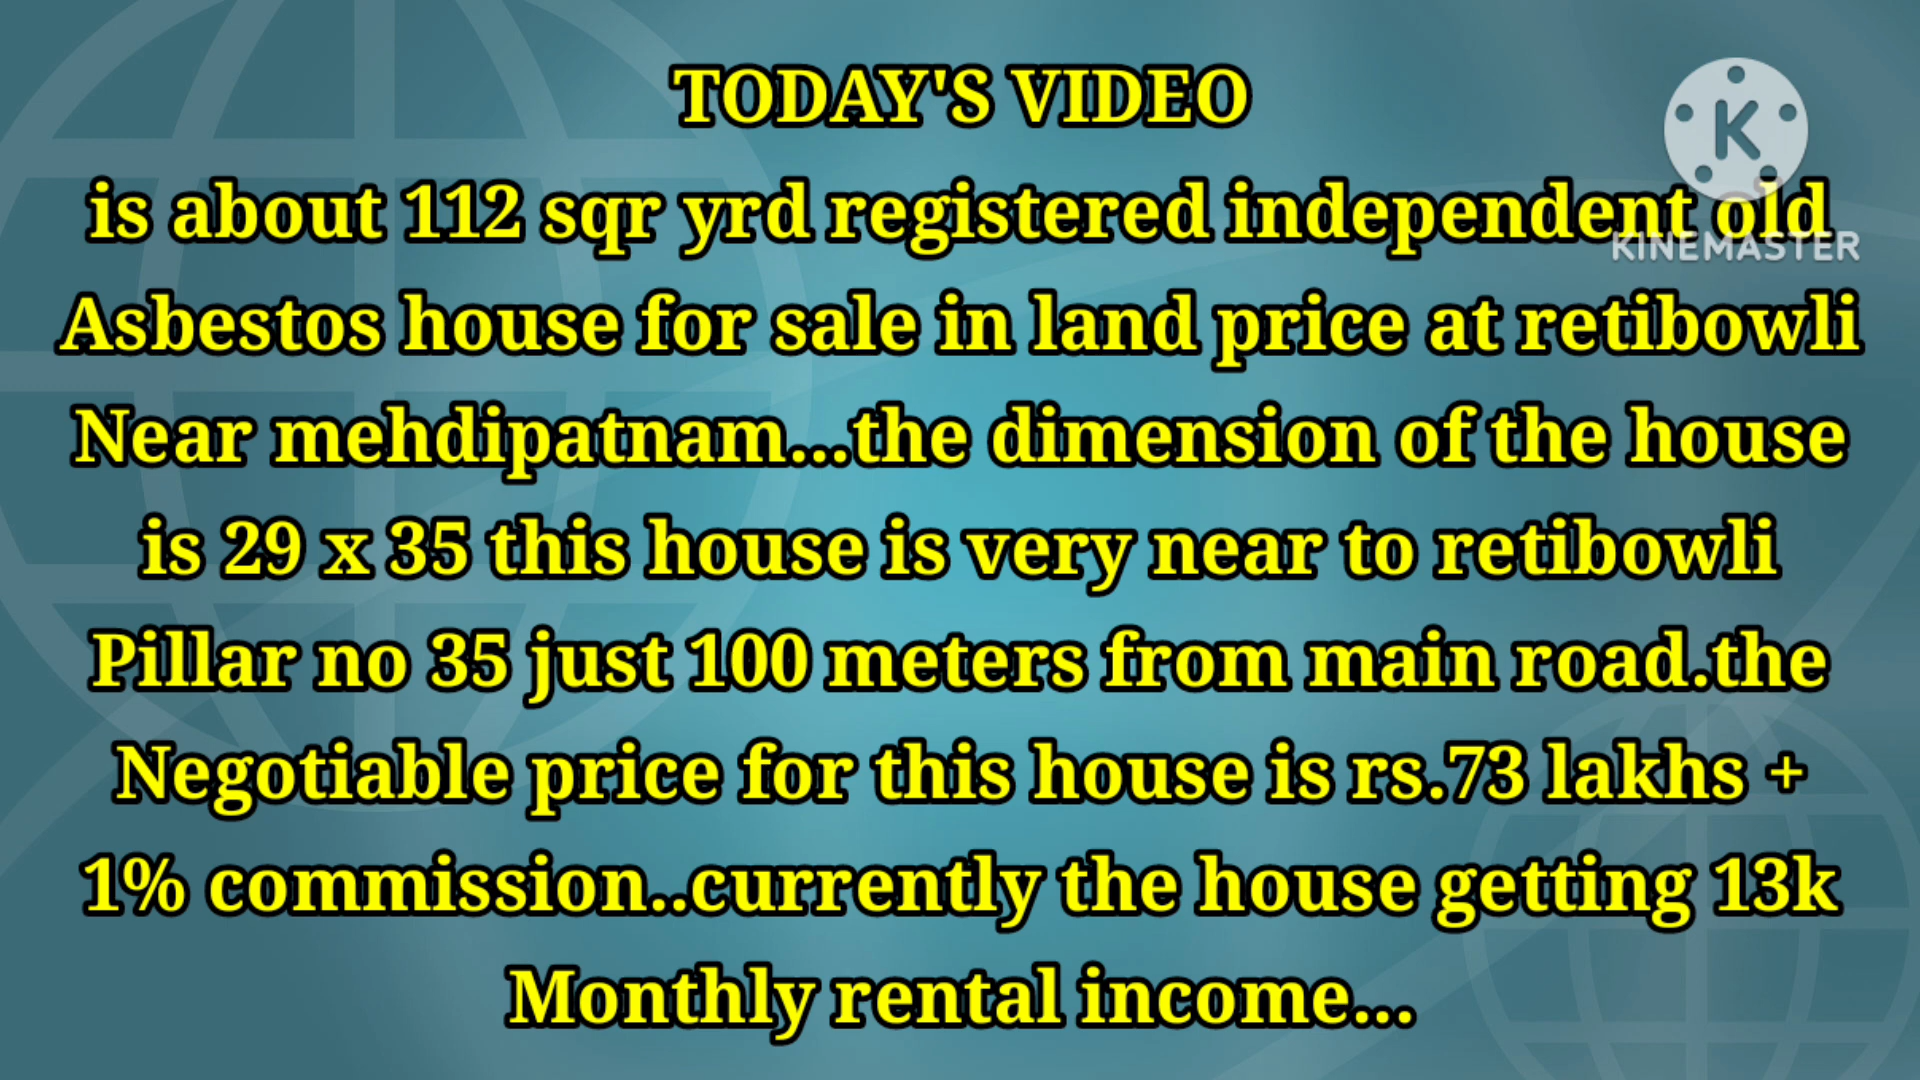 TODAY'S VIDEO
is about 112 sqr yrd registered independent old
Asbestos house for sale in land price at retibowli
Near mehdipatnam...the dimension of the house
is 29 x 35 this house is very near to retibowli
Pillar no 35 just 100 meters from main road.the
Negotiable price for this house is rs.73 lakhs +
1% commission..currently the house getting 13k
Monthly rental income...
K
KINEMASTER